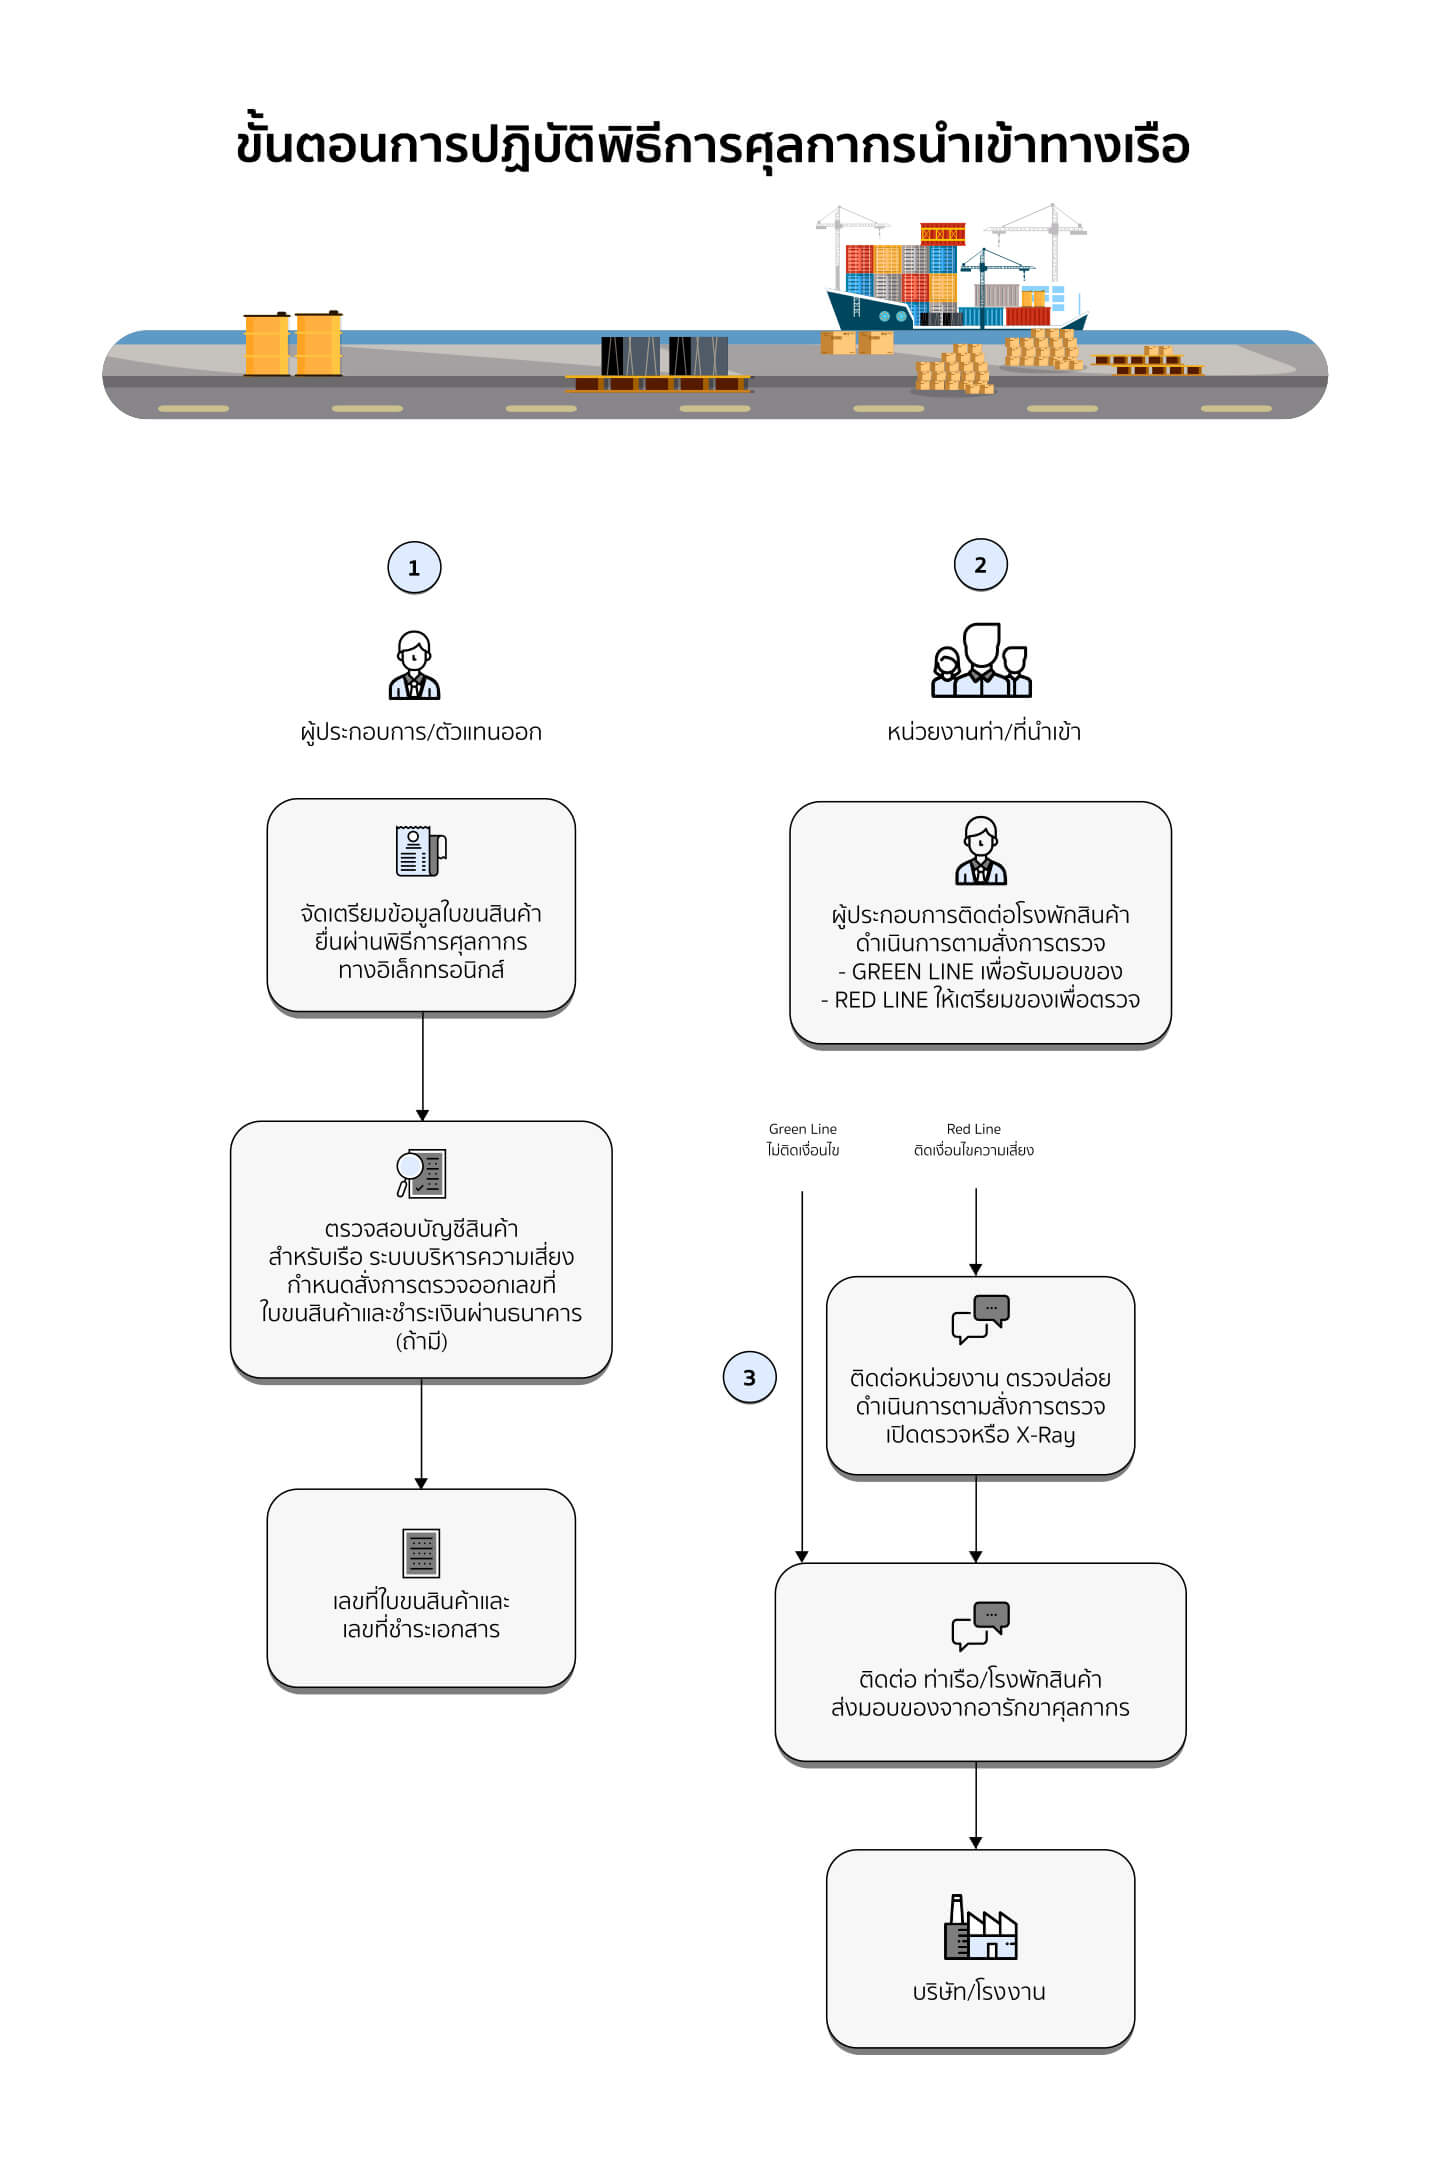 ขั้นตอนการปฏิบัติพิธีการศุลกากรนำเข้าทางเรือ
1
ผู้ประกอบการ/ตัวแทนออก
จัดเตรียมข้อมูลใบขนสินค้า
ยื่นผ่านพิธีการศุลกากร
ทางอิเล็กทรอนิกส์
ตรวจสอบบัญชีสินค้า
สำหรับเรือ ระบบบริหารความเสี่ยง
กำหนดสั่งการตรวจออกเลขที่
ใบขนสินค้าและชำระเงินผ่านธนาคาร
(ถ้ามี)
เลขที่ใบขนสินค้าและ
เลขที่ชำระเอกสาร
2
หน่วยงานท่า/ที่นำเข้า
ผู้ประกอบการติดต่อโรงพักสินค้า
ดำเนินการตามสั่งการตรวจ
- GREEN LINE เพื่อรับมอบของ
- RED LINE ให้เตรียมของเพื่อตรวจ
Green Line
ไม่ติดเงื่อนไข
Red Line
ติดเงื่อนไขความเสี่ยง
3
ติดต่อหน่วยงาน ตรวจปล่อย
ดำเนินการตามสั่งการตรวจ
เปิดตรวจหรือ X-Ray
ติดต่อ ท่าเรือ/โรงพักสินค้า
ส่งมอบของจากอารักขาศุลกากร
บริษัท/โรงงาน